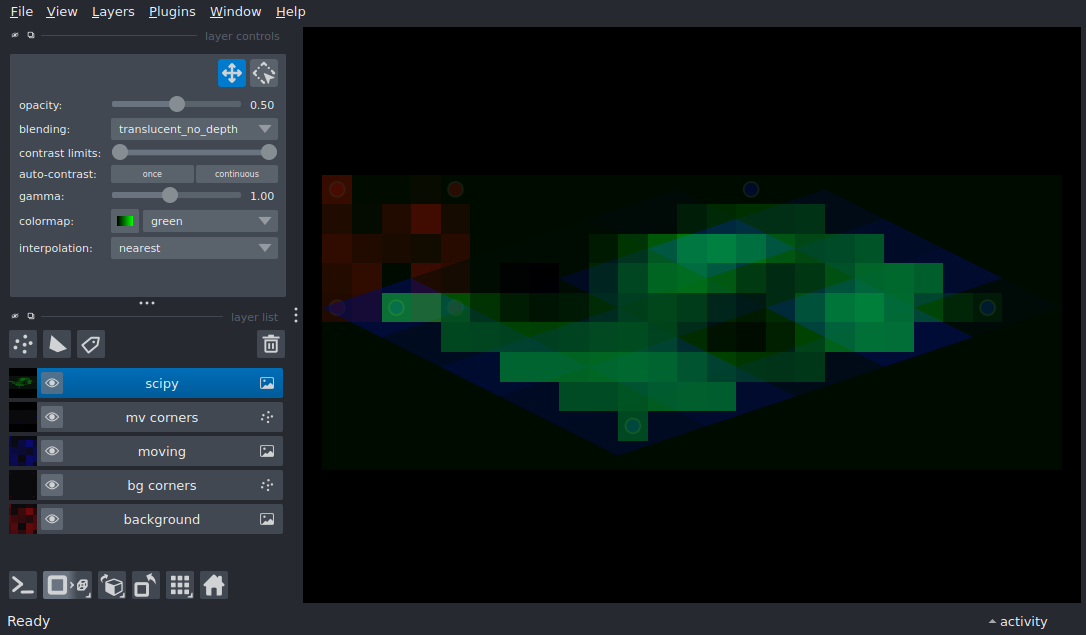 File View Layers Plugins Window Help
layer controls
opacity: 0.50
blending: translucent_no_depth
contrast limits:
auto-contrast: once continuous
gamma: 1.00
colormap: green
interpolation: nearest
layer list
scipy
mv corners
moving
bg corners
background
Ready
activity